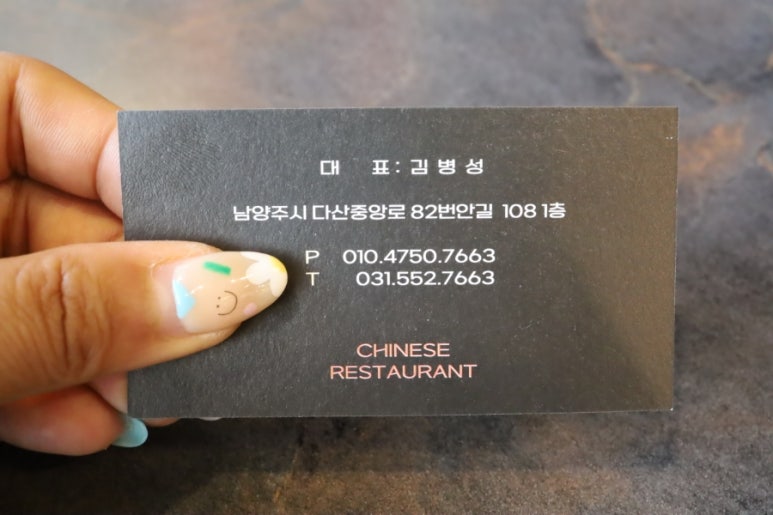 대 표: 김병성
남양주시 다산중앙로 82번안길 108 1층
P 010.4750.7663
T 031.552.7663
CHINESE
RESTAURANT